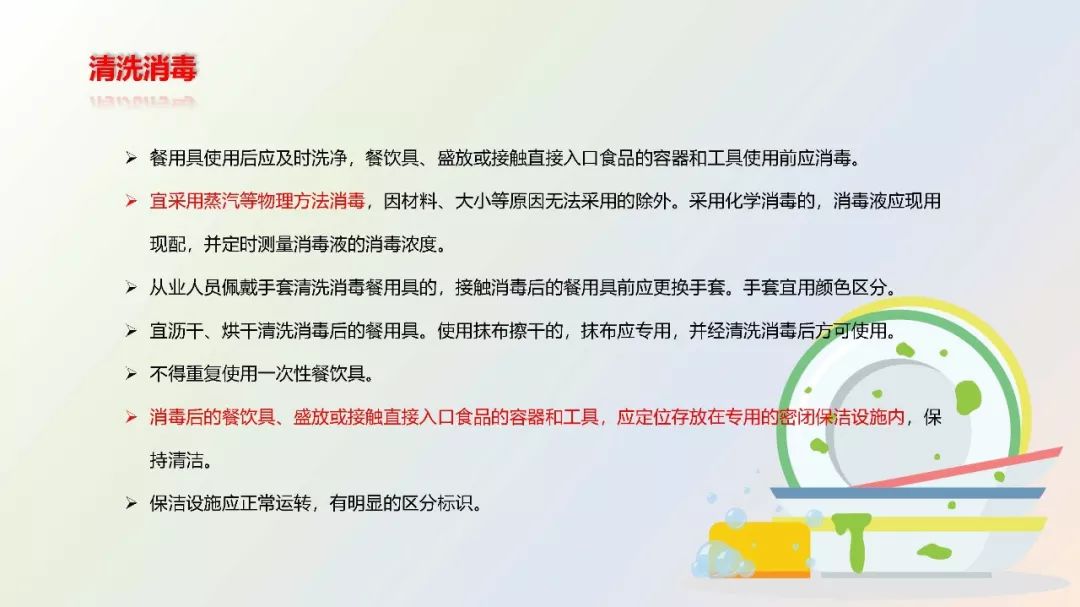 清洗消毒
➢ 餐用具使用后应及时洗净，餐饮具、盛放或接触直接入口食品的容器和工具使用前应消毒。
➢ 宜采用蒸汽等物理方法消毒，因材料、大小等原因无法采用的除外。采用化学消毒的，消毒液应现用
现配，并定时测量消毒液的消毒浓度。
➢ 从业人员佩戴手套清洗消毒餐用具的，接触消毒后的餐用具前应更换手套。手套宜用颜色区分。
➢ 宜沥干、烘干清洗消毒后的餐用具。使用抹布擦干的，抹布应专用，并经清洗消毒后方可使用。
➢ 不得重复使用一次性餐饮具。
➢ 消毒后的餐饮具、盛放或接触直接入口食品的容器和工具，应定位存放在专用的密闭保洁设施内，保
持清洁。
➢ 保洁设施应正常运转，有明显的区分标识。